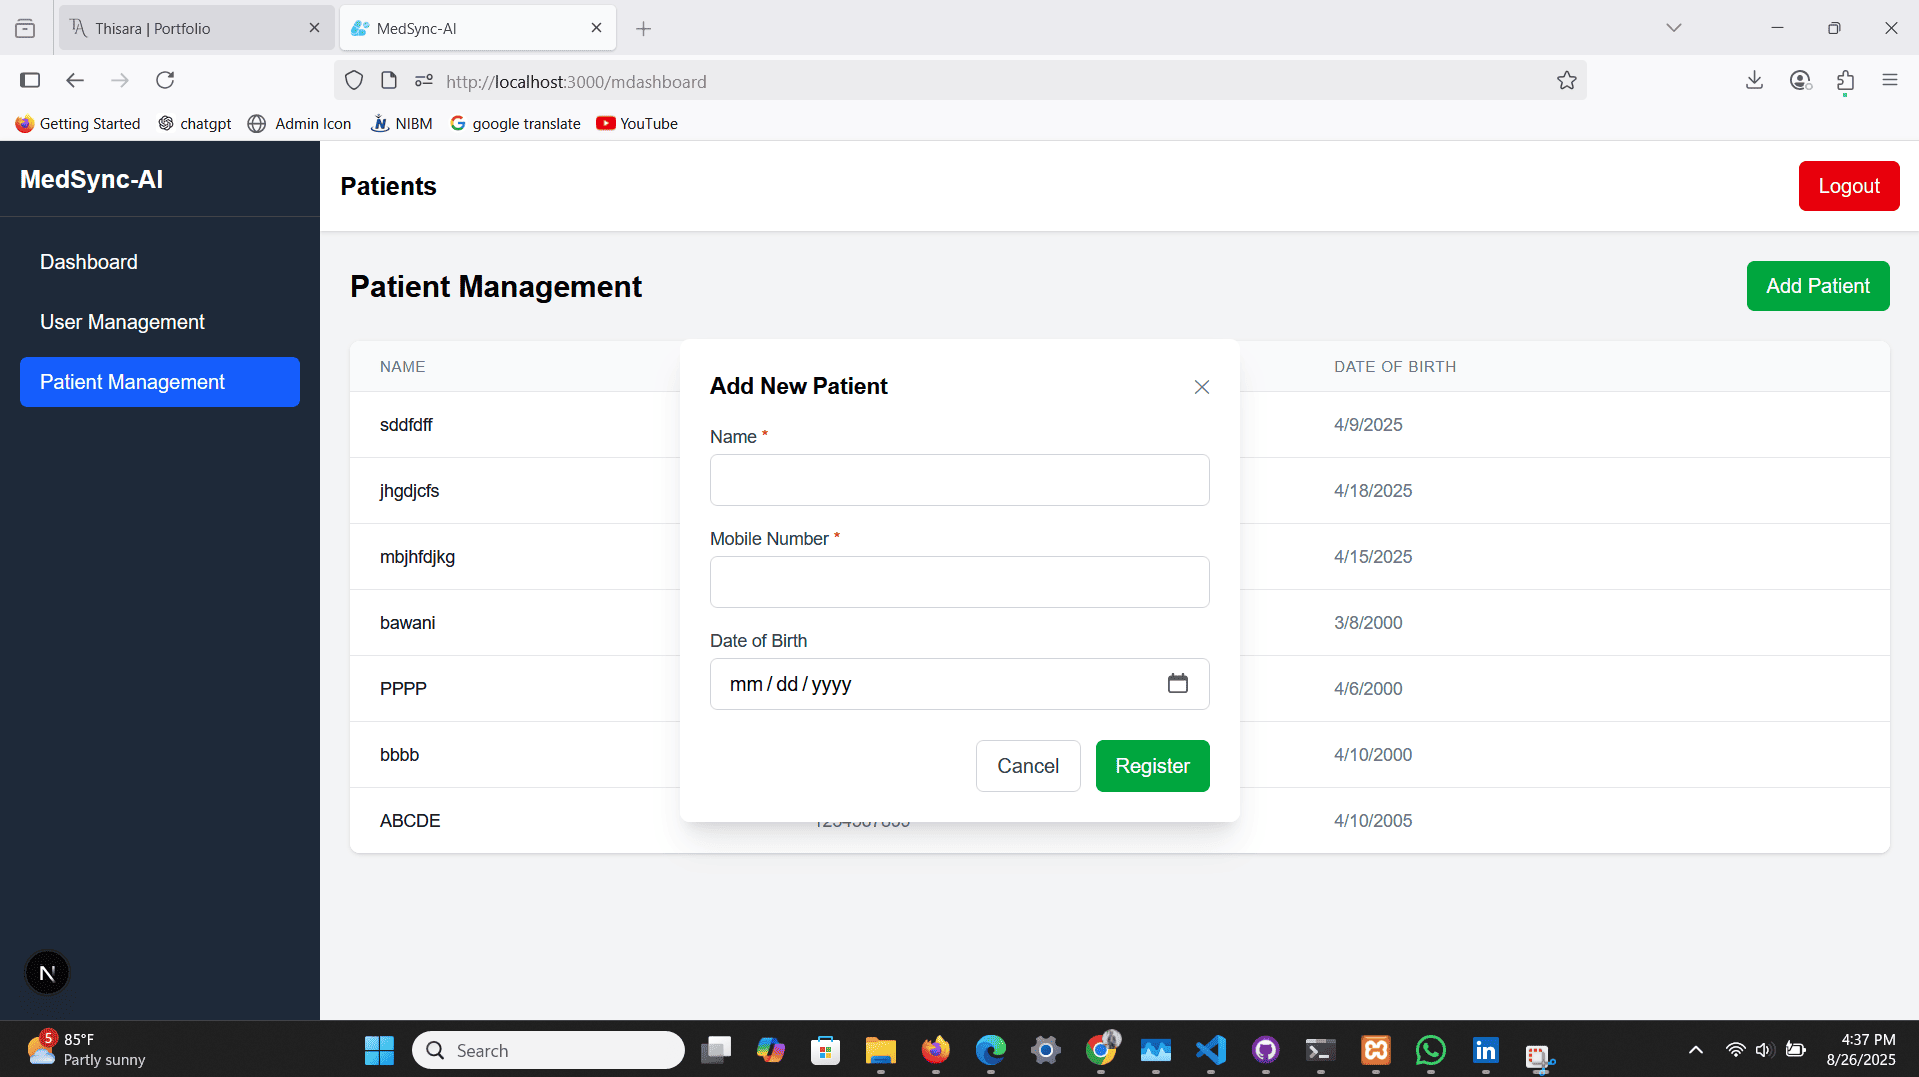 Thisara | Portfolio
MedSync-AI
http://localhost:3000/mdashboard
Getting Started
chatgpt
Admin Icon
NIBM
google translate
YouTube
MedSync-AI
Dashboard
User Management
Patient Management
Patients
Logout
Patient Management
Add Patient
NAME
DATE OF BIRTH
sddfdff
4/9/2025
jhgdjcfs
4/18/2025
mbjhfdjkg
4/15/2025
bawani
3/8/2000
PPPP
4/6/2000
bbbb
4/10/2000
ABCDE
4/10/2005
Add New Patient
Name *
Mobile Number *
Date of Birth
mm / dd / yyyy
Cancel
Register
N
5
85°F
Partly sunny
Search
4:37 PM
8/26/2025